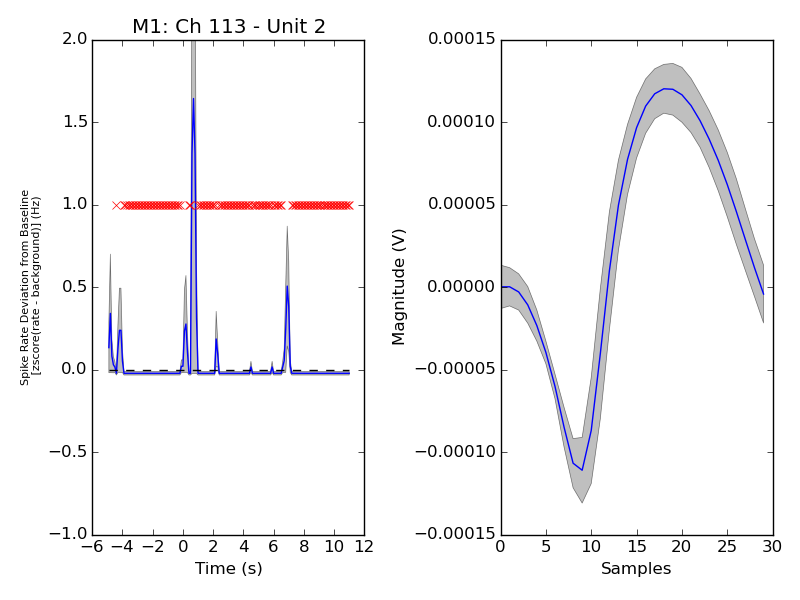 M1: Ch 113 - Unit 2
2.0
1.5
1.0
0.5
0.0
−0.5
−1.0
−6 −4 −2 0 2 4 6 8 10 12
Time (s)
Spike Rate Deviation from Baseline
[zscore(rate - background)] (Hz)
0.00015
0.00010
0.00005
0.00000
−0.00005
−0.00010
−0.00015
0 5 10 15 20 25 30
Samples
Magnitude (V)